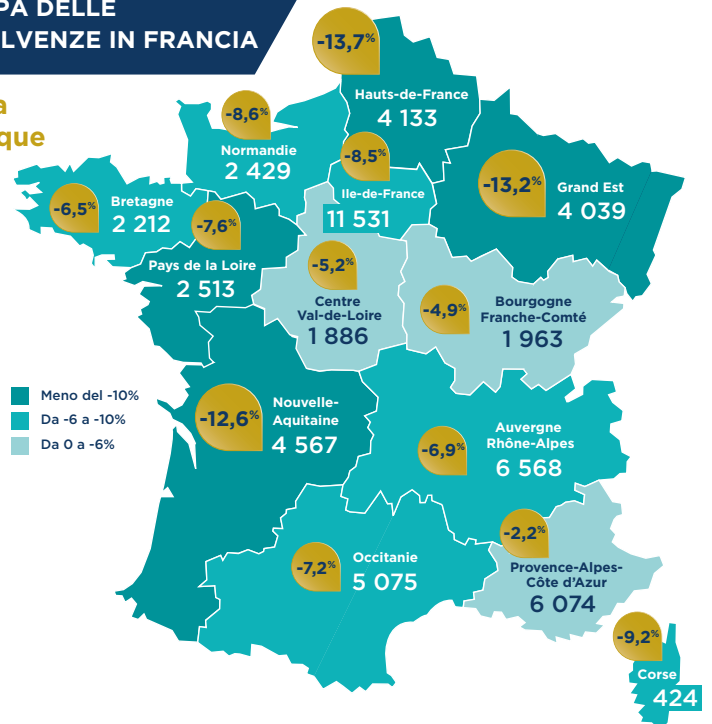 PA DELLE
LVENZE IN FRANCIA
a
que
-13,7%
Hauts-de-France
4 133
-8,6%
Normandie
2 429
-8,5%
Ile-de-France
11 531
-13,2%
Grand Est
4 039
-6,5%
Bretagne
2 212
-7,6%
Pays de la Loire
2 513
-5,2%
Centre
Val-de-Loire
1 886
-4,9%
Bourgogne
Franche-Comté
1 963
Meno del -10%
Da -6 a -10%
Da 0 a -6%
-12,6%
Nouvelle-
Aquitaine
4 567
-6,9%
Auvergne
Rhône-Alpes
6 568
-7,2%
Occitanie
5 075
-2,2%
Provence-Alpes-
Côte d'Azur
6 074
-9,2%
Corse
424